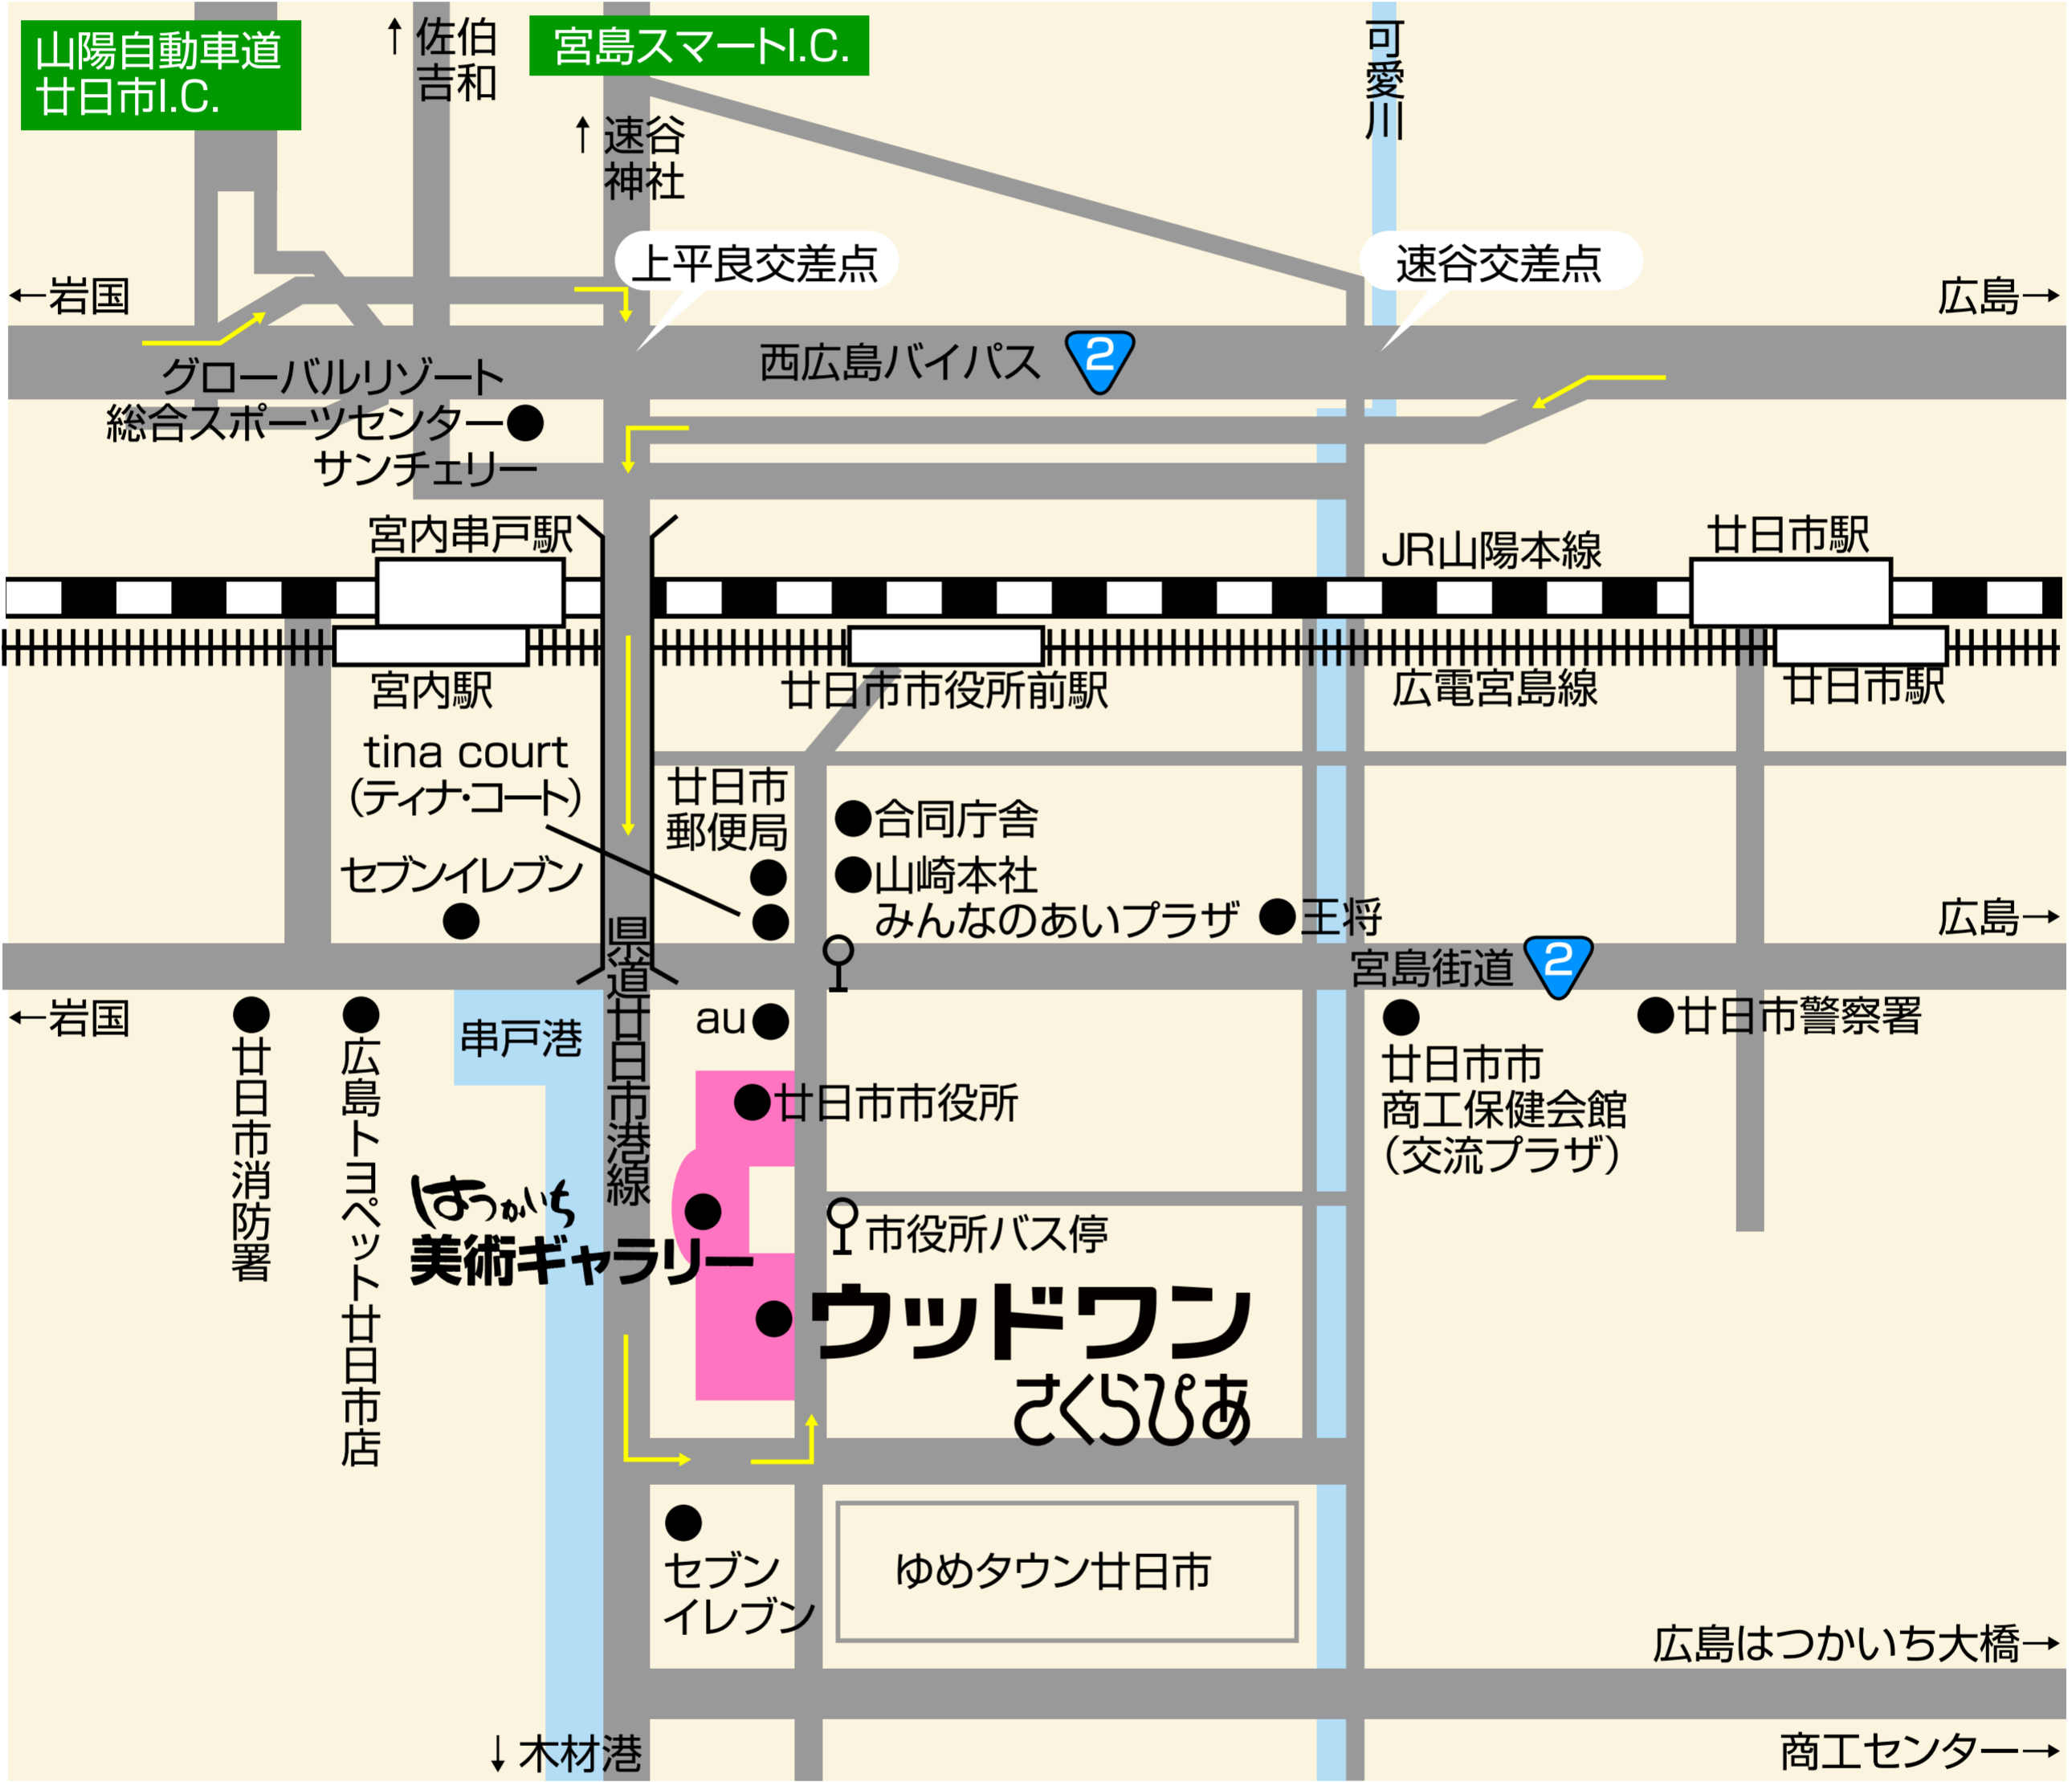 山陽自動車道
廿日市I.C.
↑佐伯
吉和
宮島スマートI.C.
↑速谷
神社
可愛川
上平良交差点
速谷交差点
←岩国
広島→
西広島バイパス
2
グローバルリゾート
総合スポーツセンター
サンチェリー
宮内串戸駅
JR山陽本線
廿日市駅
宮内駅
廿日市市役所前駅
広電宮島線
廿日市駅
tina court
(ティナ・コート)
廿日市
郵便局
合同庁舎
山崎本社
みんなのあいプラザ
王将
セブンイレブン
広島→
宮島街道
2
県道廿日市港線
←岩国
廿日市消防署
広島トヨペット廿日市店
串戸港
au
廿日市市役所
廿日市市
商工保健会館
(交流プラザ)
廿日市警察署
はつかいち
美術ギャラリー
市役所バス停
ウッドワン
さくらぴあ
セブン
イレブン
ゆめタウン廿日市
広島はつかいち大橋→
↓木材港
商工センター→